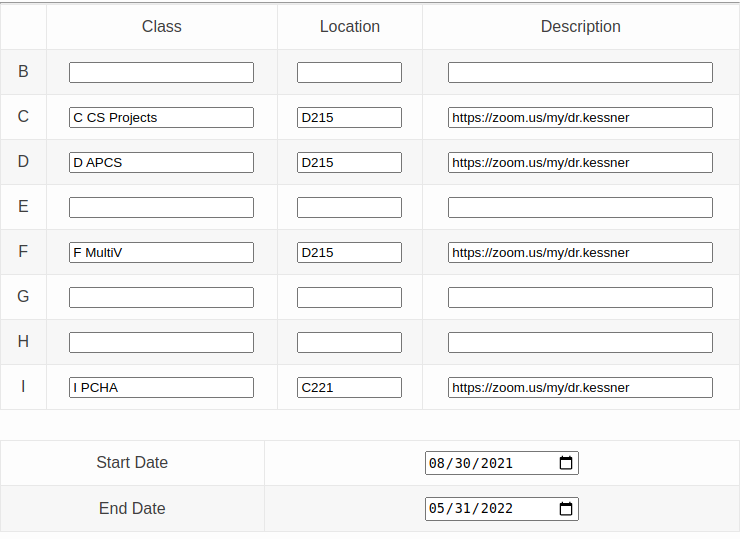 Class Location Description
B
C C CS Projects D215 https://zoom.us/my/dr.kessner
D D APCS D215 https://zoom.us/my/dr.kessner
E
F F MultiV D215 https://zoom.us/my/dr.kessner
G
H
I I PCHA C221 https://zoom.us/my/dr.kessner
Start Date 08/30/2021
End Date 05/31/2022